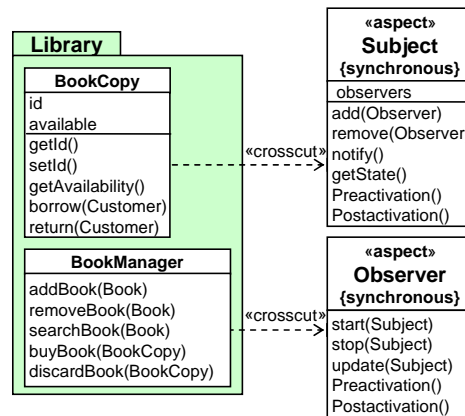 Library
BookCopy
id
available
getId()
setId()
getAvailability()
borrow(Customer)
return(Customer)
BookManager
addBook(Book)
removeBook(Book)
searchBook(Book)
buyBook(BookCopy)
discardBook(BookCopy)
«crosscut»
«crosscut»
«aspect»
Subject
{synchronous}
observers
add(Observer)
remove(Observer
notify()
getState()
Preactivation()
Postactivation()
«aspect»
Observer
{synchronous}
start(Subject)
stop(Subject)
update(Subject)
Preactivation()
Postactivation()